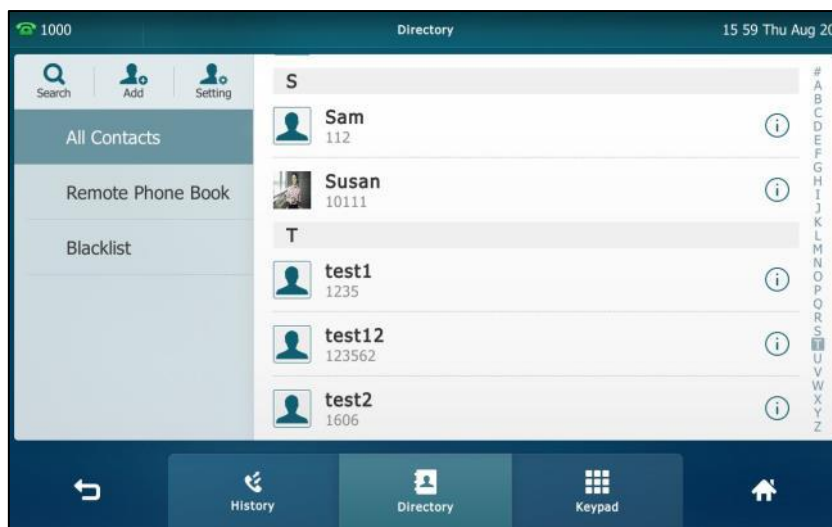 1000
Directory
15 59 Thu Aug 20
Search
Add
Setting
All Contacts
Remote Phone Book
Blacklist
S
Sam
112
Susan
10111
T
test1
1235
test12
123562
test2
1606
#
A
B
C
D
E
F
G
H
I
J
K
L
M
N
O
P
Q
R
S
T
U
V
W
X
Y
Z
History
Directory
Keypad